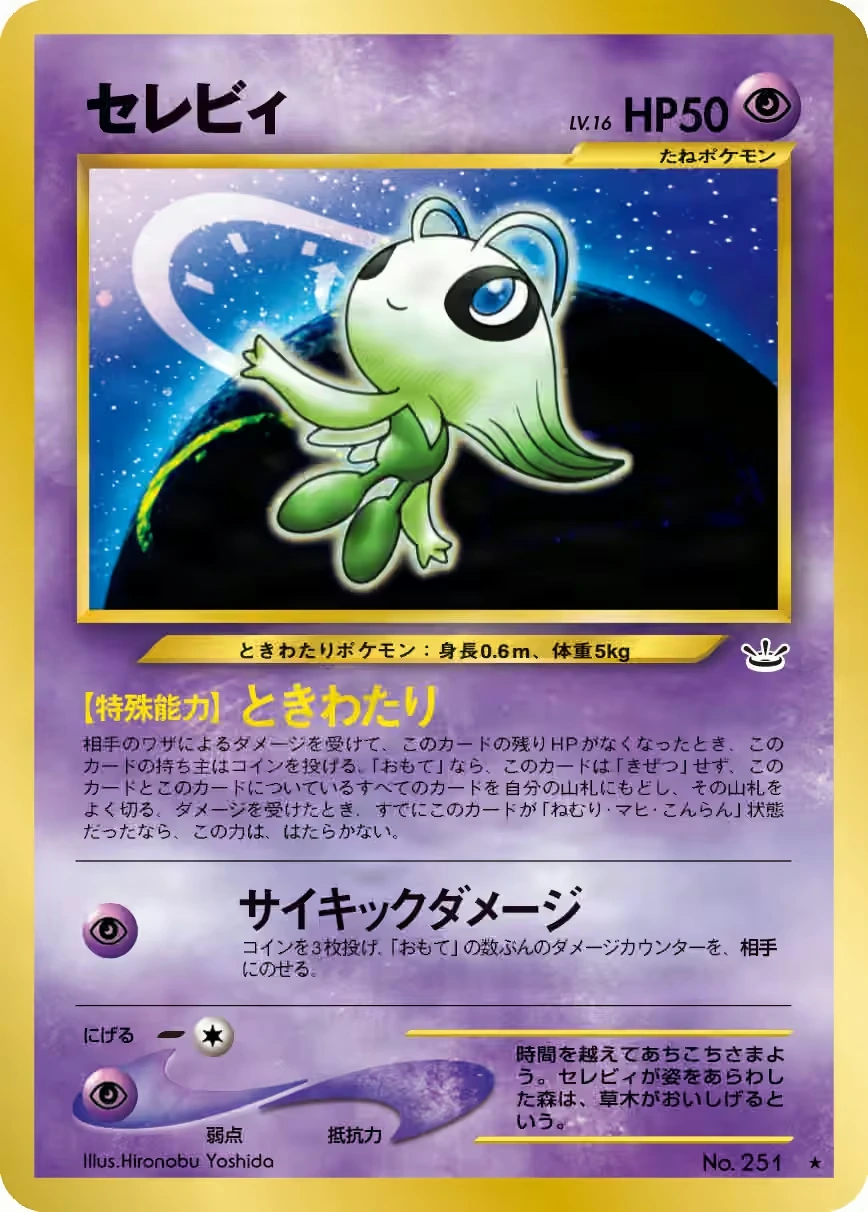 セレビィ
LV.16 HP50
たねポケモン
ときわたりポケモン：身長0.6m、体重5kg
【特殊能力】ときわたり
相手のワザによるダメージを受けて、このカードの残りHPがなくなったとき、この
カードの持ち主はコインを投げる。「おもて」なら、このカードは「きぜつ」せず、この
カードとこのカードについているすべてのカードを自分の山札にもどし、その山札を
よく切る。ダメージを受けたとき、すでにこのカードが「ねむり・マヒ・こんらん」状態
だったなら、この力は、はたらかない。
サイキックダメージ
コインを3枚投げ、「おもて」の数ぶんのダメージカウンターを、相手
にのせる。
にげる
弱点
抵抗力
時間を越えてあちこちさまよ
う。セレビィが姿をあらわし
た森は、草木がおいしげると
いう。
Illus.Hironobu Yoshida
No. 251 ★